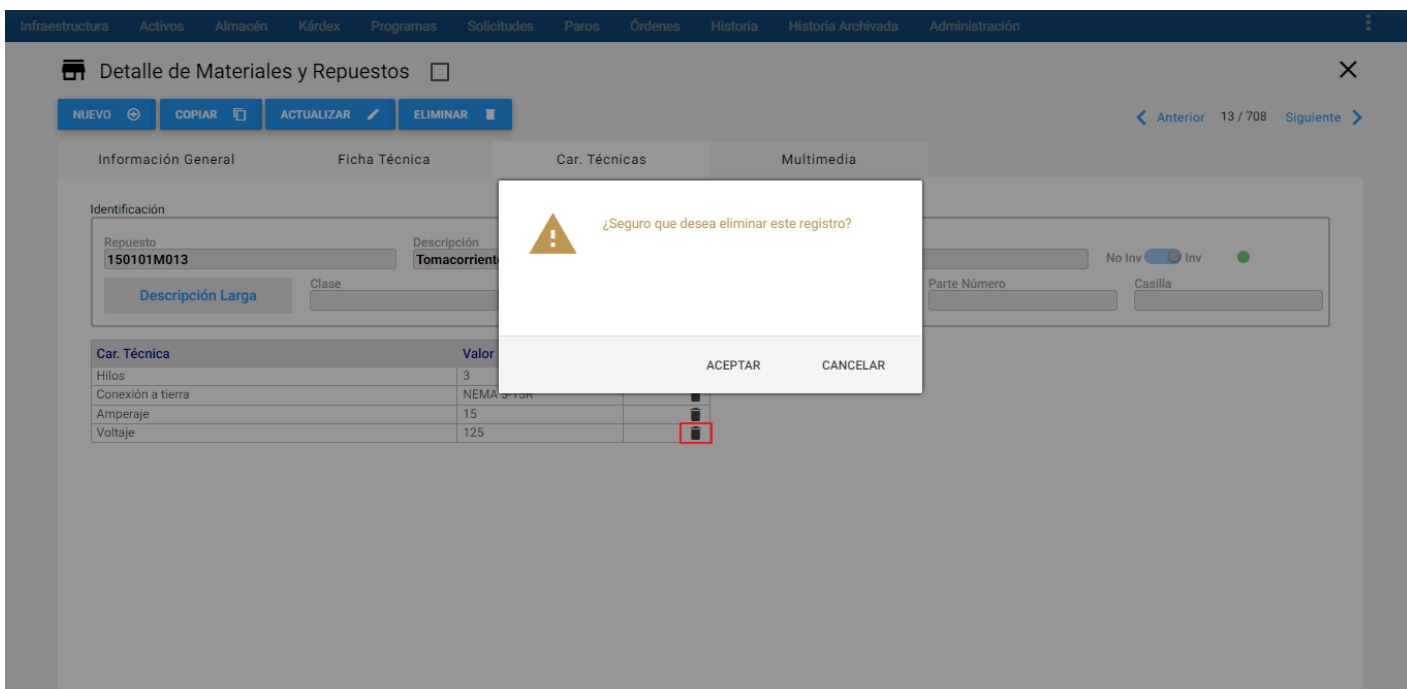 Infraestructura Activos Almacén Kárdex Programas Solicitudes Paros Órdenes Historia Historia Archivada Administración
Detalle de Materiales y Repuestos
NUEVO COPIAR ACTUALIZAR ELIMINAR
Anterior 13 / 708 Siguiente
Información General Ficha Técnica Car. Técnicas Multimedia
Identificación
¿Seguro que desea eliminar este registro?
Repuesto Descripción
150101M013 Tomacorriente No Inv Inv
Descripción Larga Clase Parte Número Casilla
Car. Técnica Valor
ACEPTAR CANCELAR
Hilos 3
Conexión a tierra NEMA 5-15R
Amperaje 15
Voltaje 125